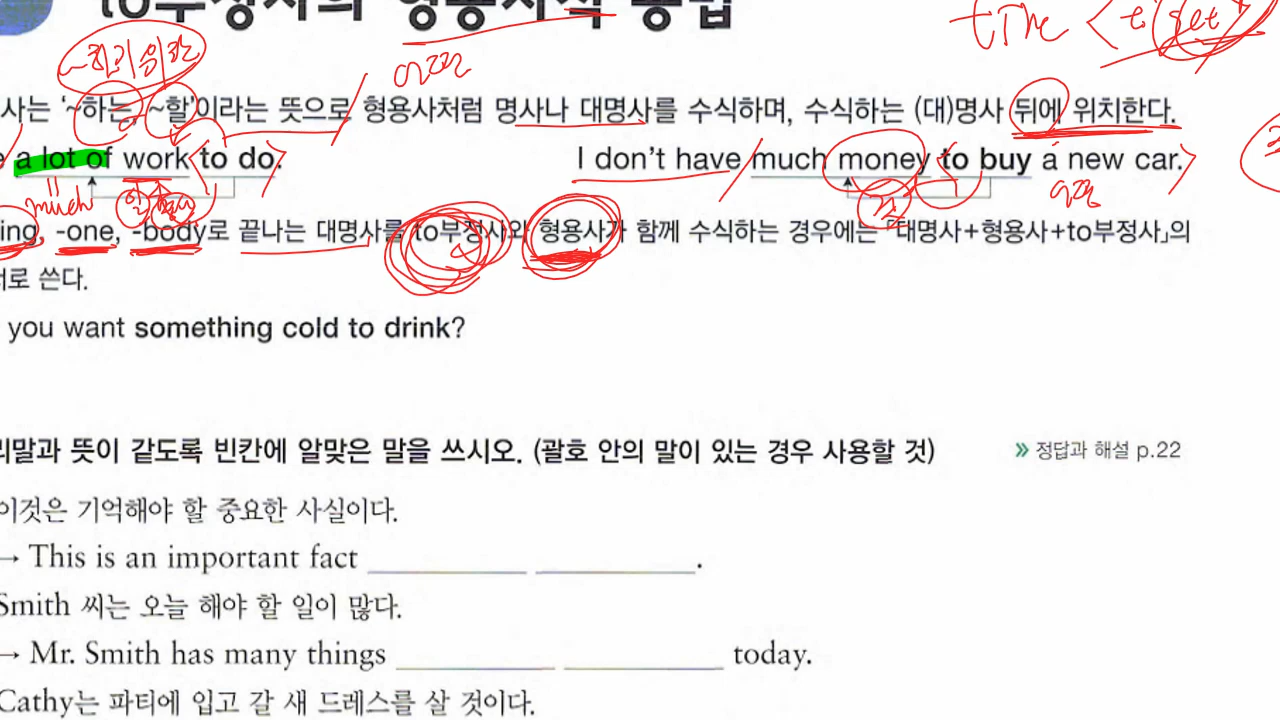 to부정사의 형용사적 용법
time < to(set)
~하기 위한
어떤
사는 ‘~하는, ~할’이라는 뜻으로 형용사처럼 명사나 대명사를 수식하며, 수식하는 (대)명사 뒤에 위치한다.
a lot of work to do.
I don’t have much money to buy a new car.
much
ing, -one, -body로 끝나는 대명사를 to부정사와 형용사가 함께 수식하는 경우에는 「대명사+형용사+to부정사」의
로 쓴다.
you want something cold to drink?
리말과 뜻이 같도록 빈칸에 알맞은 말을 쓰시오. (괄호 안의 말이 있는 경우 사용할 것)
» 정답과 해설 p.22
이것은 기억해야 할 중요한 사실이다.
→ This is an important fact ________ ________.
Smith 씨는 오늘 해야 할 일이 많다.
→ Mr. Smith has many things ________ ________ today.
Cathy는 파티에 입고 갈 새 드레스를 살 것이다.